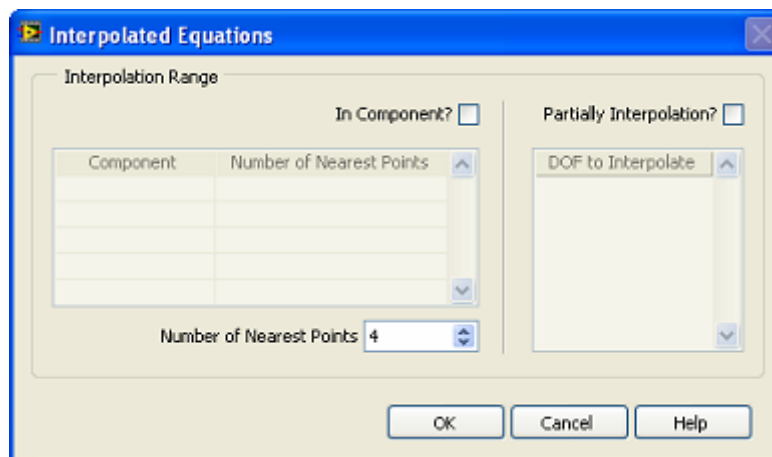 Interpolated Equations
Interpolation Range
In Component?
Partially Interpolation?
Component Number of Nearest Points
DOF to Interpolate
Number of Nearest Points 4
OK Cancel Help